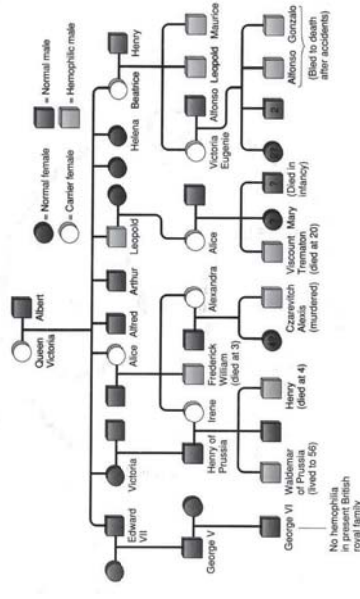 = Normal female
= Carrier female
= Normal male
= Hemophilic male
Queen
Victoria
Albert
Edward
VII
Victoria
Alice
Alfred
Arthur
Leopold
Helena
Beatrice
Henry
George V
Henry of
Prussia
Irene
Frederick
William
(died at 3)
Alexandra
Alice
Victoria
Eugenie
Alfonso
Leopold
Maurice
George VI
Waldemar
of Prussia
(lived to 56)
Henry
(died at 4)
Czarevitch
Alexis
(murdered)
Viscount
Trematon
(died at 20)
?
Mary
?
(Died in
infancy)
2
Alfonso
Gonzalo
(Bled to death
after accidents)
No hemophilia
in present British
royal family